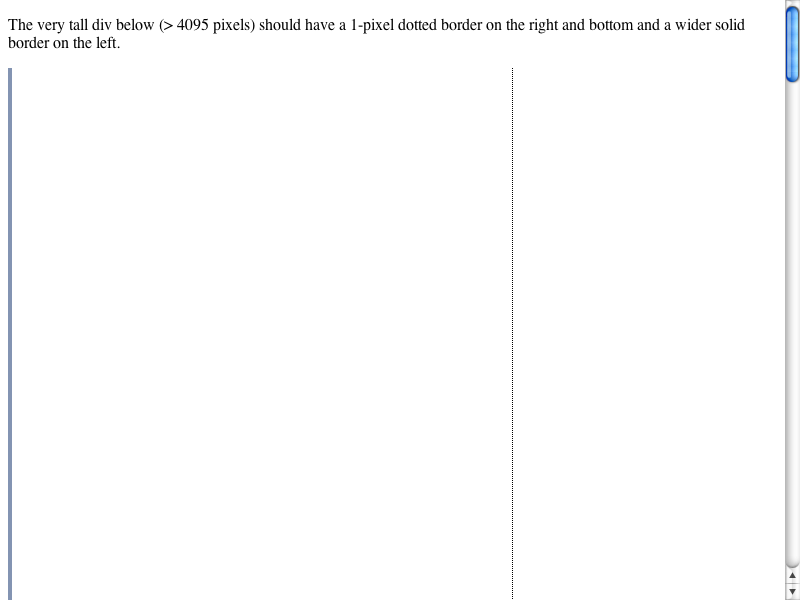 The very tall div below (> 4095 pixels) should have a 1-pixel dotted border on the right and bottom and a wider solid
border on the left.